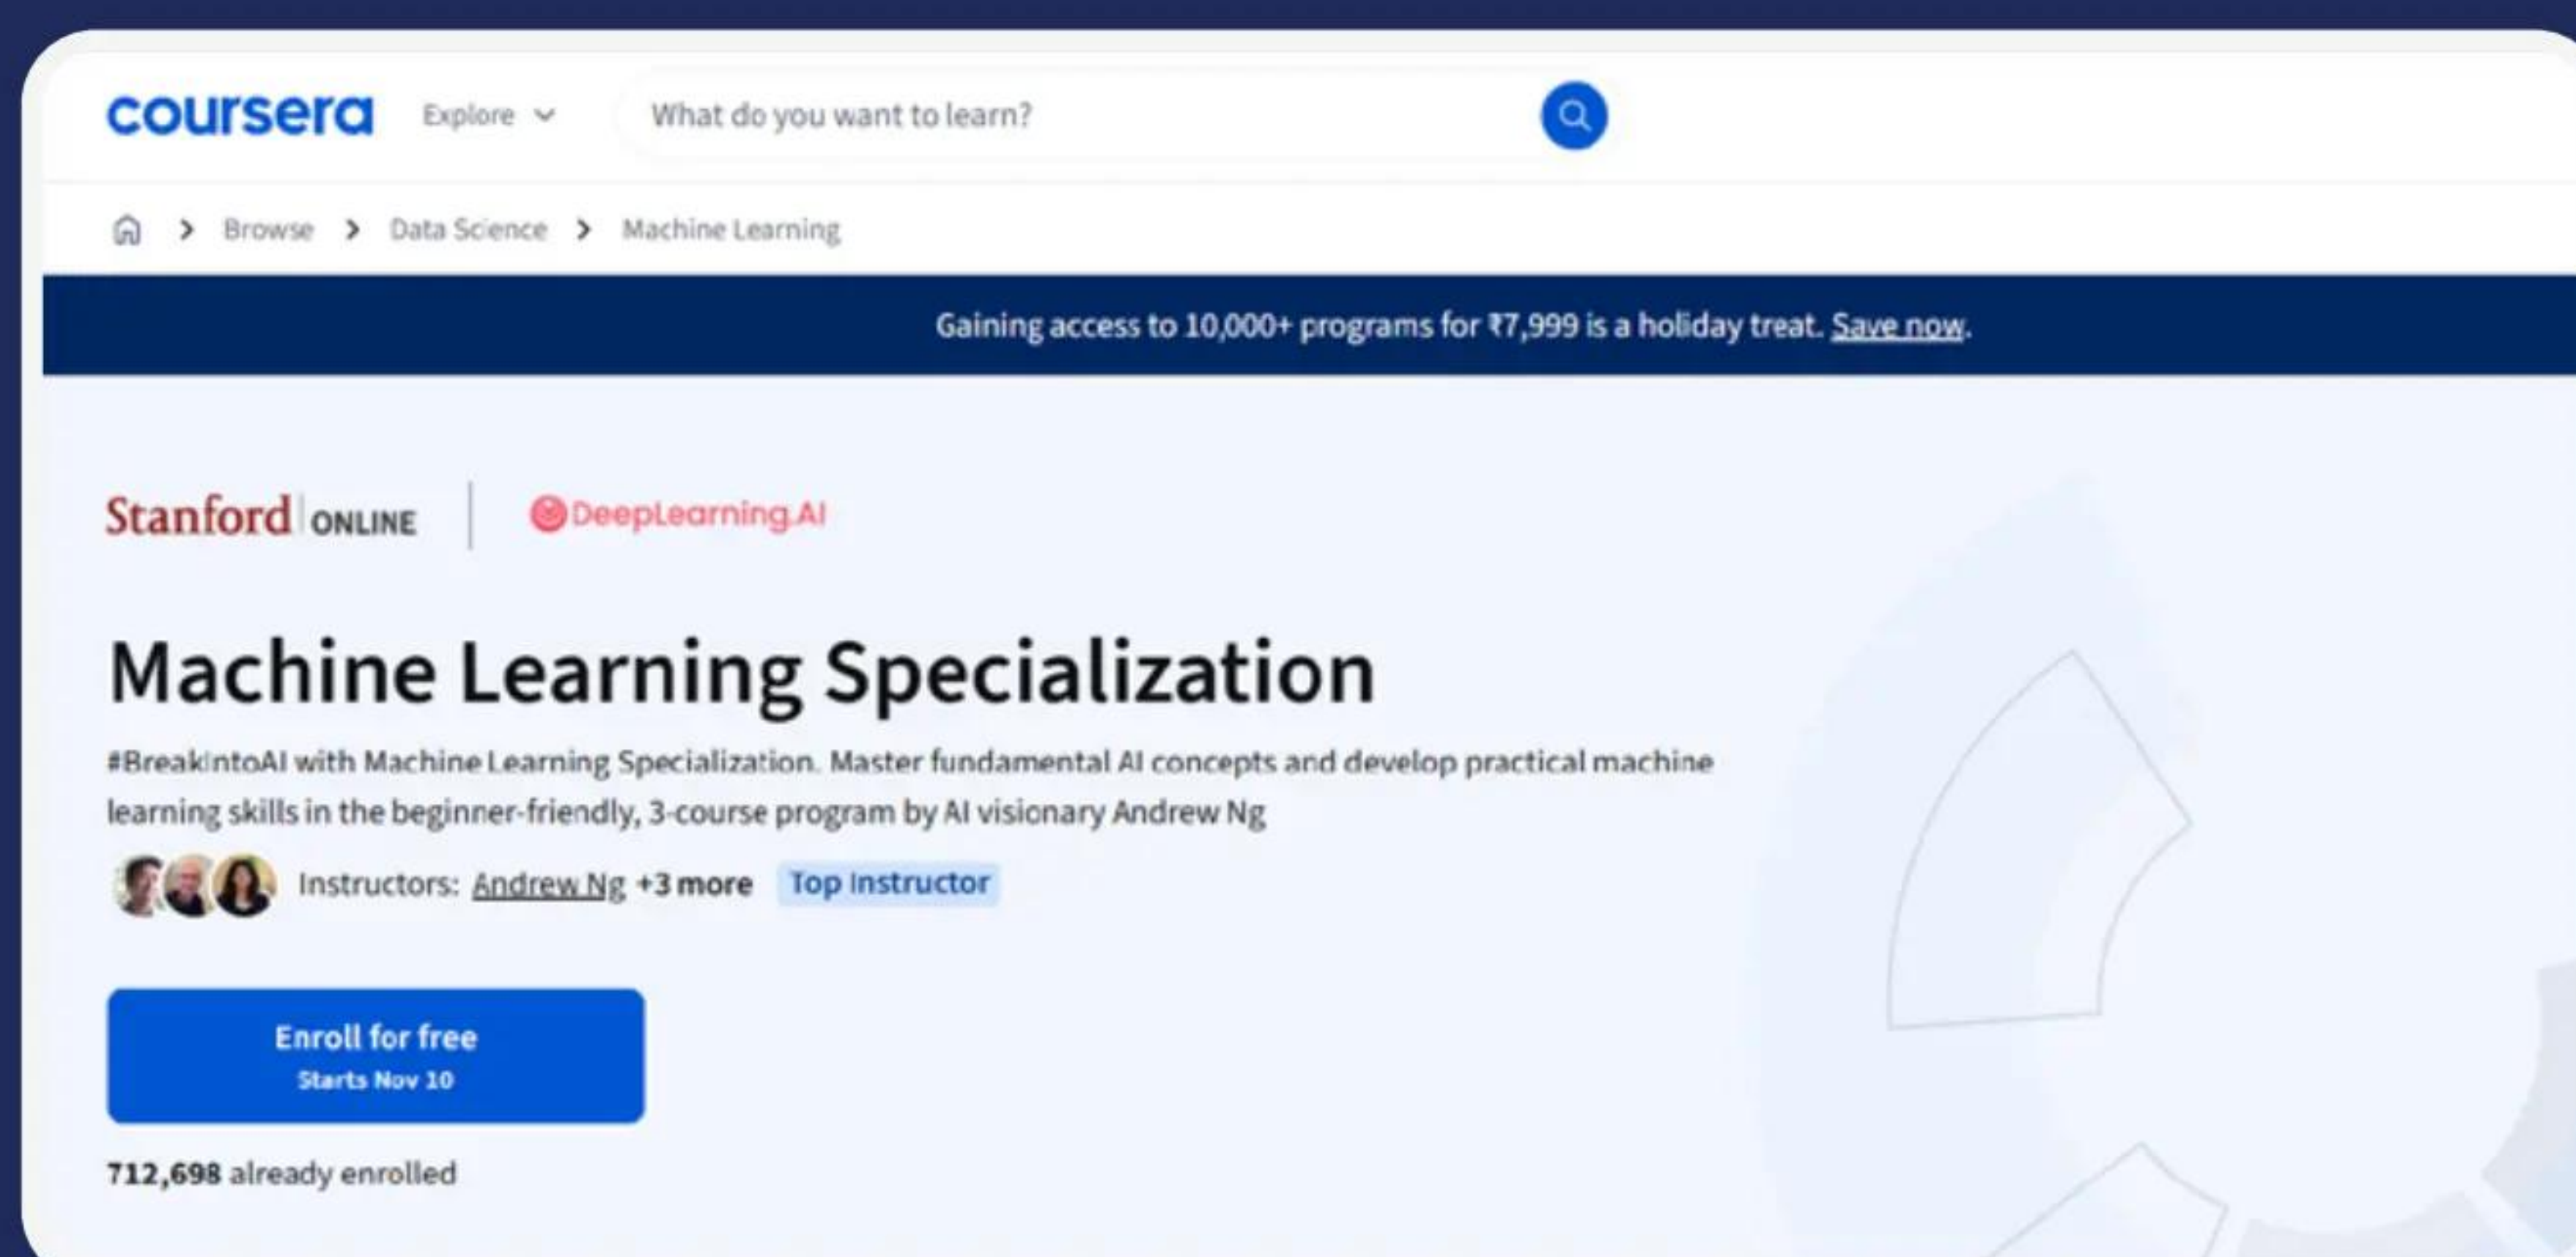 coursera Explore What do you want to learn?
Browse Data Science Machine Learning
Gaining access to 10,000+ programs for ₹7,999 is a holiday treat. Save now.
Stanford ONLINE DeepLearning.AI
Machine Learning Specialization
#BreakIntoAI with Machine Learning Specialization. Master fundamental AI concepts and develop practical machine
learning skills in the beginner-friendly, 3-course program by AI visionary Andrew Ng
Instructors: Andrew Ng +3 more Top Instructor
Enroll for free
Starts Nov 10
712,698 already enrolled